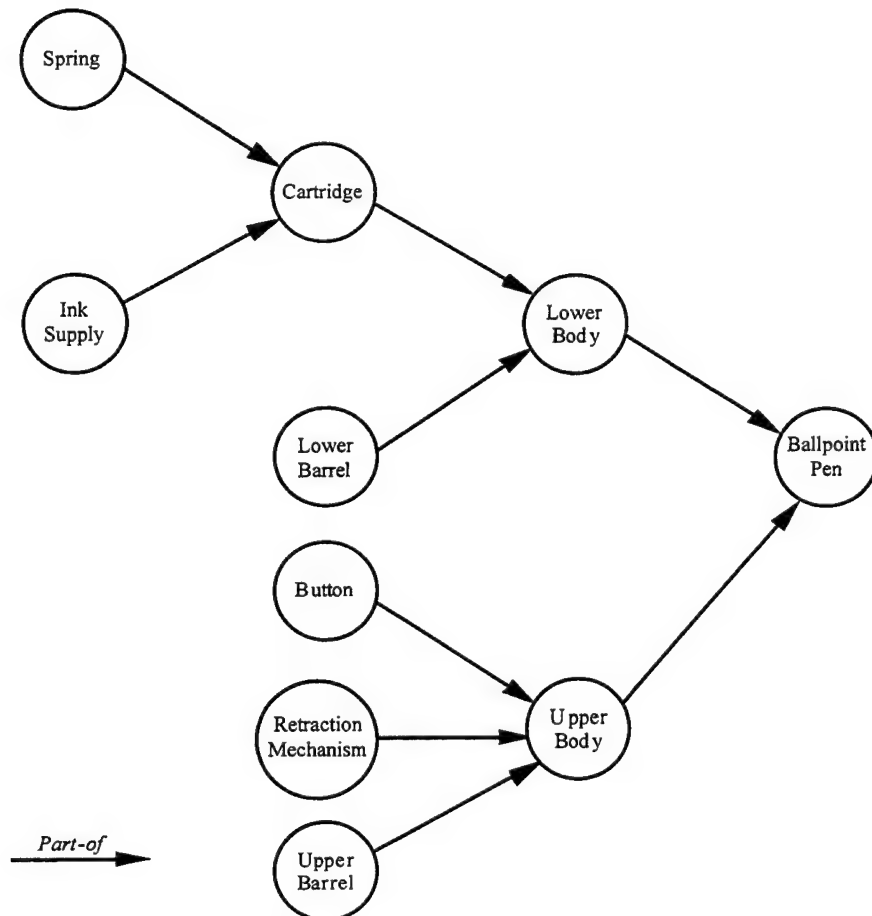 Spring
Cartridge
Ink
Supply
Lower
Body
Lower
Barrel
Ballpoint
Pen
Button
Retraction
Mechanism
Upper
Body
Part-of
Upper
Barrel